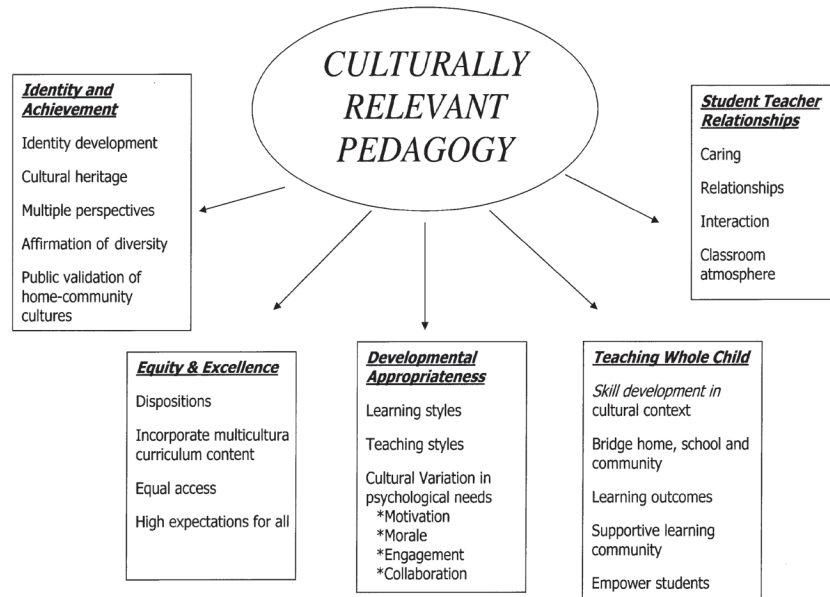 CULTURALLY
RELEVANT
PEDAGOGY
Identity and
Achievement
Identity development
Cultural heritage
Multiple perspectives
Affirmation of diversity
Public validation of
home-community
cultures
Equity & Excellence
Dispositions
Incorporate multicultura
curriculum content
Equal access
High expectations for all
Developmental
Appropriateness
Learning styles
Teaching styles
Cultural Variation in
psychological needs
*Motivation
*Morale
*Engagement
*Collaboration
Teaching Whole Child
Skill development in
cultural context
Bridge home, school and
community
Learning outcomes
Supportive learning
community
Empower students
Student Teacher
Relationships
Caring
Relationships
Interaction
Classroom
atmosphere